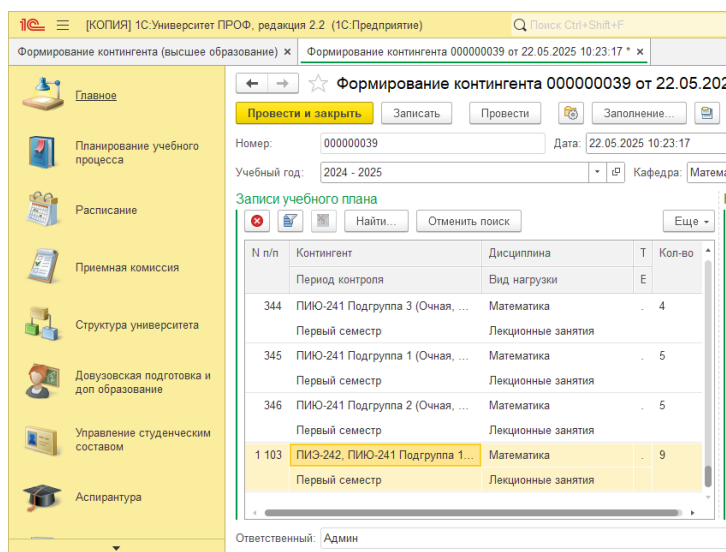 1С [КОПИЯ] 1С:Университет ПРОФ, редакция 2.2 (1С:Предприятие) Поиск Ctrl+Shift+F
Формирование контингента (высшее образование) × Формирование контингента 000000039 от 22.05.2025 10:23:17 * ×
Главное
Планирование учебного
процесса
Расписание
Приемная комиссия
Структура университета
Довузовская подготовка и
доп образование
Управление студенческим
составом
Аспирантура
Формирование контингента 000000039 от 22.05.202
Провести и закрыть Записать Провести Заполнение...
Номер: 000000039 Дата: 22.05.2025 10:23:17
Учебный год: 2024 - 2025 Кафедра: Матема
Записи учебного плана
Найти... Отменить поиск Еще
N п/п Контингент Дисциплина Т Кол-во
Период контроля Вид нагрузки Е
344 ПИЮ-241 Подгруппа 3 (Очная, ... Математика . 4
Первый семестр Лекционные занятия
345 ПИЮ-241 Подгруппа 1 (Очная, ... Математика . 5
Первый семестр Лекционные занятия
346 ПИЮ-241 Подгруппа 2 (Очная, ... Математика . 5
Первый семестр Лекционные занятия
1 103 ПИЭ-242, ПИЮ-241 Подгруппа 1... Математика . 9
Первый семестр Лекционные занятия
Ответственный: Админ